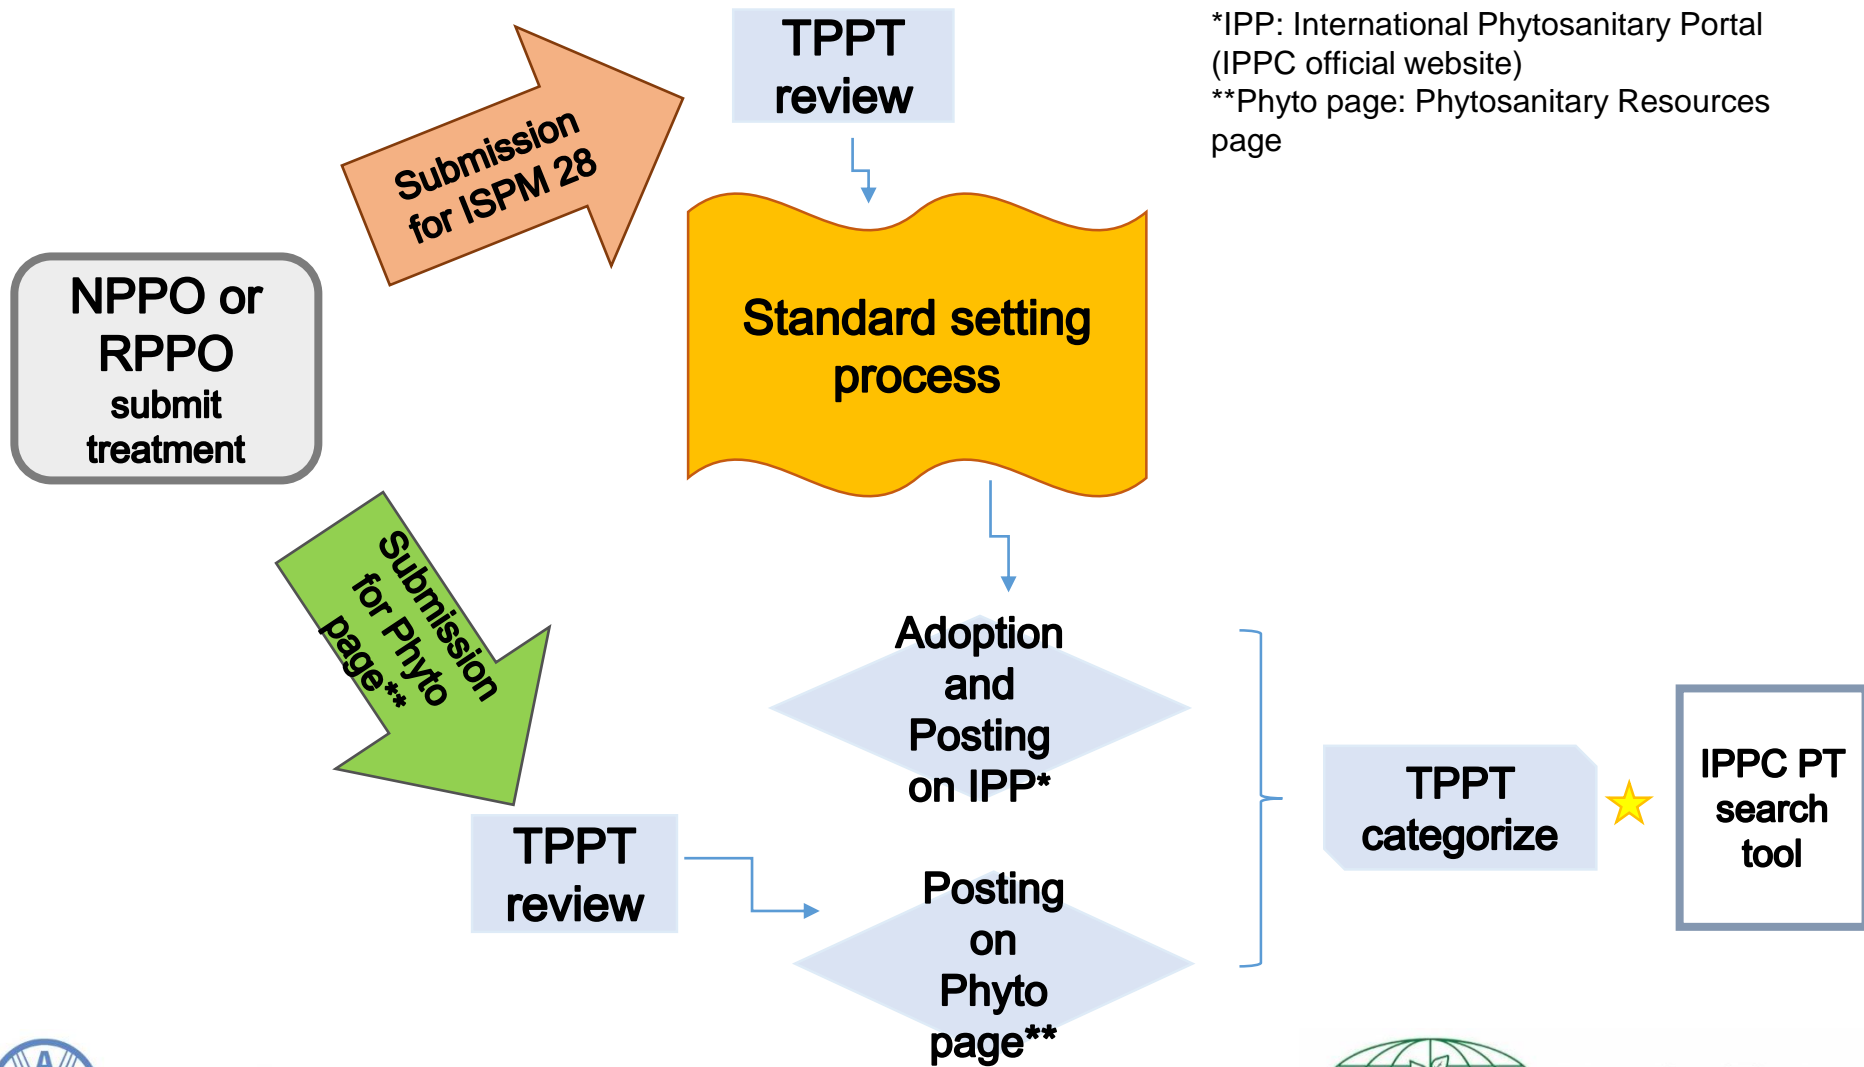 TPPT
review
*IPP: International Phytosanitary Portal
(IPPC official website)
**Phyto page: Phytosanitary Resources
page
Submission
for ISPM 28
NPPO or
RPPO
submit
treatment
Standard setting
process
Submission
for Phyto
page**
Adoption
and
Posting
on IPP*
TPPT
categorize
IPPC PT
search
tool
TPPT
review
Posting
on
Phyto
page**
A